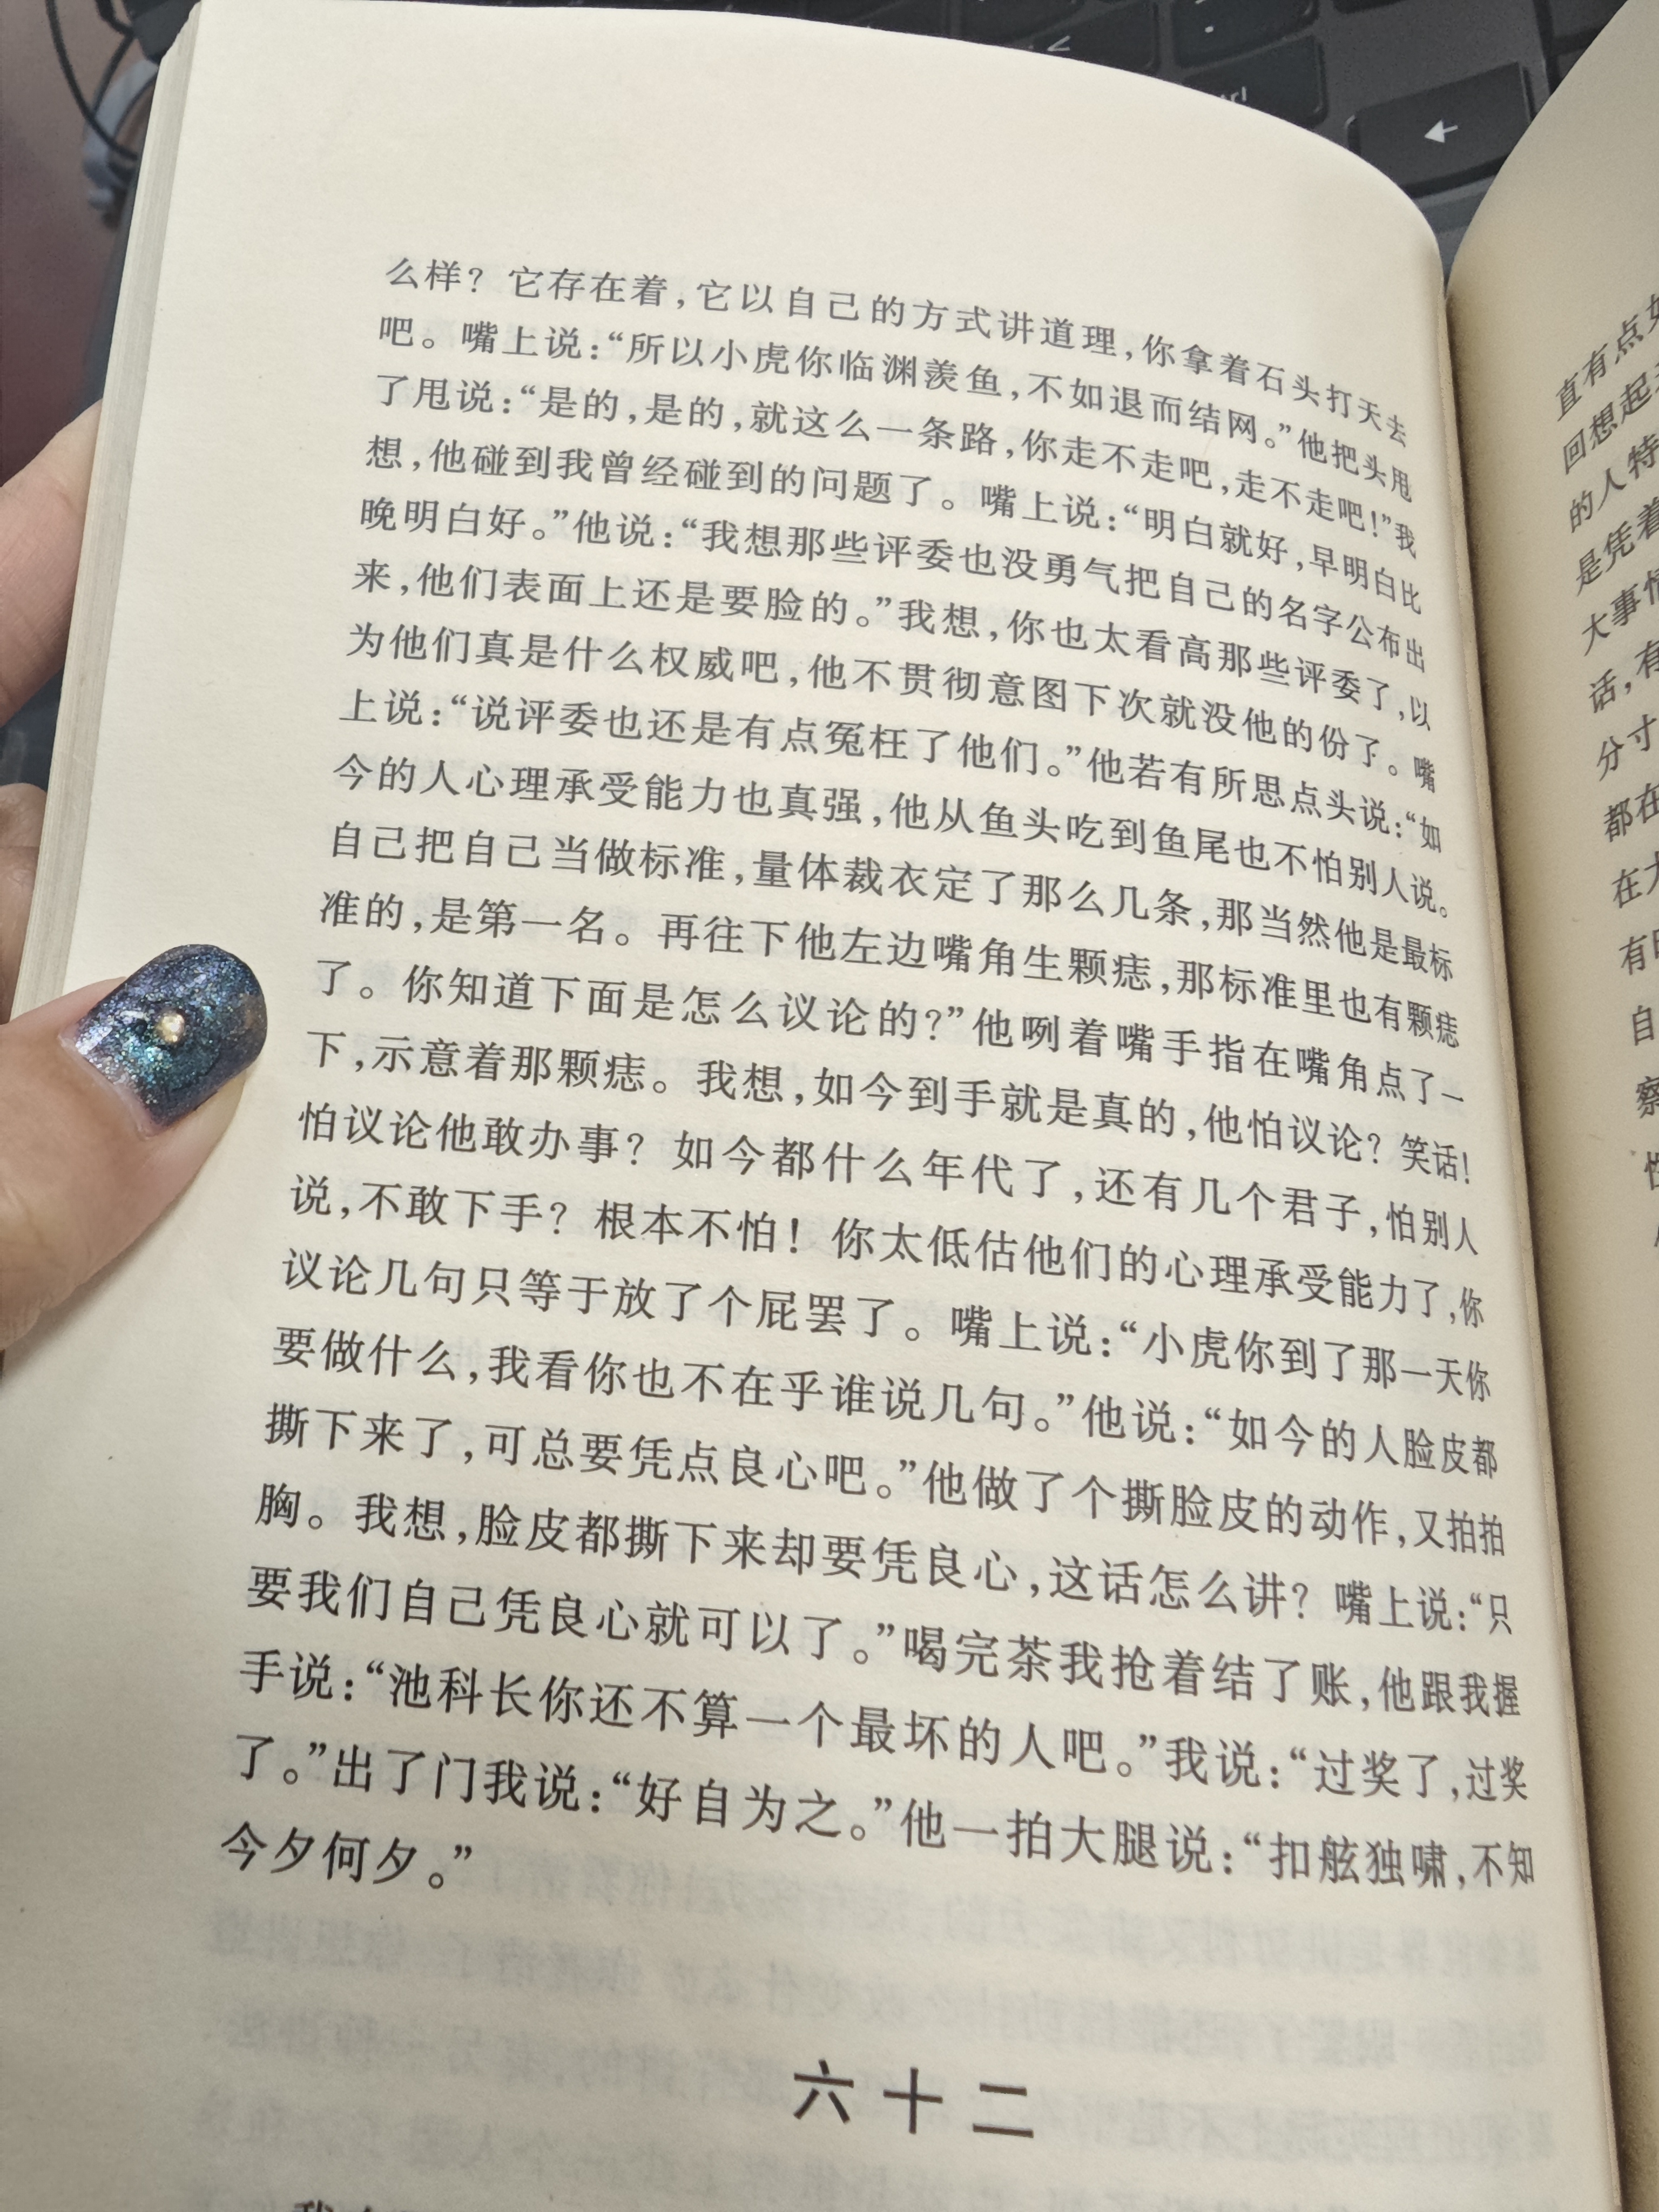 么样？它存在着，它以自己的方式讲道理，你拿着石头打天去
吧。嘴上说：“所以小虎你临渊羡鱼，不如退而结网。”他把头甩
了甩说：“是的，是的，就这么一条路，你走不走吧，走不走吧！”我
想，他碰到我曾经碰到的问题了。嘴上说：“明白就好，早明白比
晚明白好。”他说：“我想那些评委也没勇气把自己的名字公布出
来，他们表面上还是要脸的。”我想，你也太看高那些评委了，以
为他们真是什么权威吧，他不贯彻意图下次就没他的份了。嘴
上说：“说评委也还是有点冤枉了他们。”他若有所思点头说：“如
今的人心理承受能力也真强，他从鱼头吃到鱼尾也不怕别人说。
自己把自己当做标准，量体裁衣定了那么几条，那当然他是最标
准的，是第一名。再往下他左边嘴角生颗痣，那标准里也有颗痣
了。你知道下面是怎么议论的？”他咧着嘴手指在嘴角点了一
下，示意着那颗痣。我想，如今到手就是真的，他怕议论？笑话！
怕议论他敢办事？如今都什么年代了，还有几个君子，怕别人
说，不敢下手？根本不怕！你太低估他们的心理承受能力了，你
议论几句只等于放了个屁罢了。嘴上说：“小虎你到了那一天你
要做什么，我看你也不在乎谁说几句。”他说：“如今的人脸皮都
撕下来了，可总要凭点良心吧。”他做了个撕脸皮的动作，又拍拍
胸。我想，脸皮都撕下来却要凭良心，这话怎么讲？嘴上说：“只
要我们自己凭良心就可以了。”喝完茶我抢着结了账，他跟我握
手说：“池科长你还不算一个最坏的人吧。”我说：“过奖了，过奖
了。”出了门我说：“好自为之。”他一拍大腿说：“扣舷独啸，不知
今夕何夕。”
六十二
直有点
回想起
的人特
是凭着
大事情
话，有
分寸
都在
在大
有
自
察